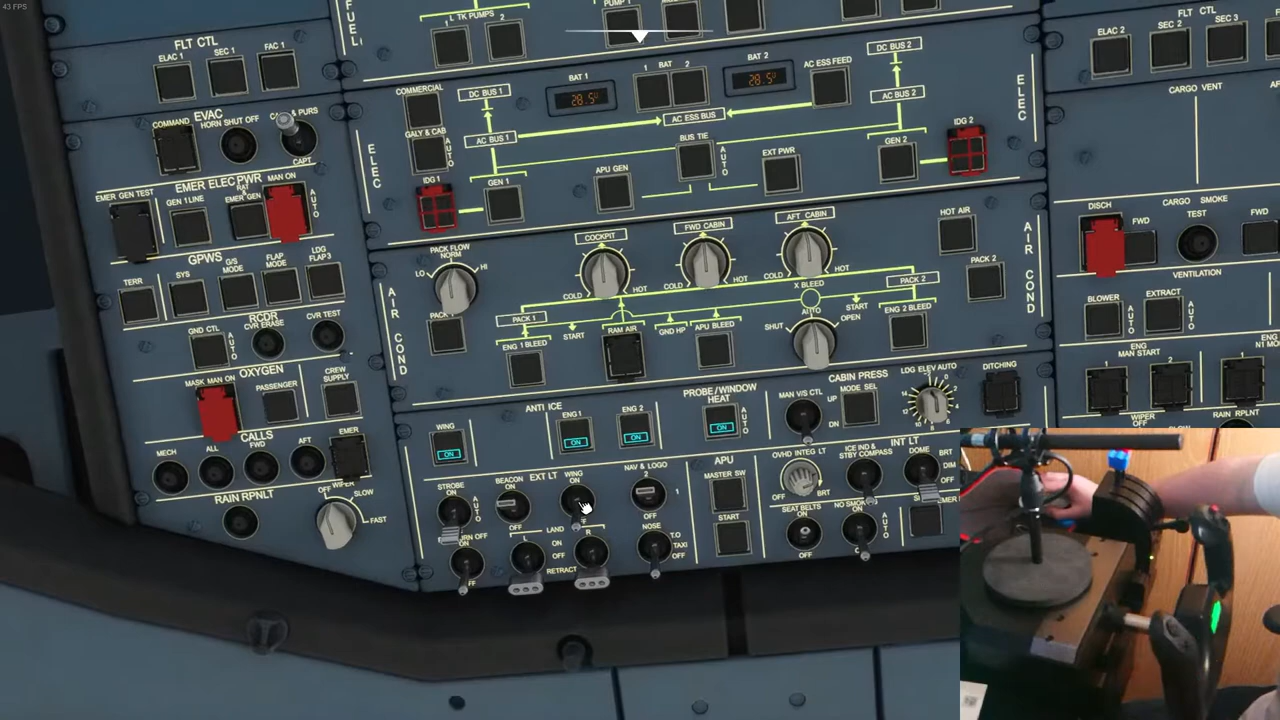 43 FPS
FUEL
L TK PUMPS
PUMP 1
FLT CTL
ELAC 1
SEC 1
FAC 1
FLT CTL
ELAC 2
SEC 2
SEC 3
CARGO VENT
ELEC
COMMERCIAL
DC BUS 1
BAT 1
28.5V
1 BAT 2
BAT 2
28.5V
AC ESS FEED
DC BUS 2
ELEC
GALY & CAB
AUTO
AC BUS 1
AC ESS BUS
AC BUS 2
IDG 1
GEN 1
APU GEN
BUS TIE
AUTO
EXT PWR
GEN 2
IDG 2
EVAC
COMMAND
HORN SHUT OFF
CAPT
EMER ELEC PWR
EMER GEN TEST
GEN 1 LINE
EMER GEN
MAN ON
AUTO
GPWS
TERR
SYS
G/S MODE
FLAP MODE
LDG FLAP 3
RCDR
GND CTL
AUTO
CVR ERASE
CVR TEST
OXYGEN
MASK MAN ON
PASSENGER
CREW SUPPLY
CALLS
MECH
ALL
FWD
AFT
EMER
RAIN RPLNT
WIPER
OFF
SLOW
FAST
AIR COND
PACK FLOW
LO
NORM
HI
COCKPIT
FWD CABIN
AFT CABIN
HOT AIR
AIR COND
COLD
HOT
COLD
HOT
COLD
HOT
X BLEED
PACK 2
PACK 2
PACK 1
START
RAM AIR
GND HP
APU BLEED
SHUT
AUTO
OPEN
START
ENG 1 BLEED
ENG 2 BLEED
CARGO SMOKE
DISCH
FWD
TEST
FWD
VENTILATION
BLOWER
AUTO
EXTRACT
AUTO
ENG
MAN START
1
2
1
N1 MO
WIPER
RAIN RPLNT
ANTI ICE
WING
ON
ENG 1
ON
ENG 2
ON
PROBE/WINDOW HEAT
ON
AUTO
CABIN PRESS
MAN V/S CTL
UP
DN
MODE SEL
LDG ELEV AUTO
DITCHING
STROBE
ON
AUTO
BEACON
ON
OFF
EXT LT
WING
ON
NAV & LOGO
2
1
OFF
LAND
L
R
ON
OFF
RETRACT
NOSE
T.O
TAXI
OFF
APU
MASTER SW
START
OVHD INTEG LT
OFF
BRT
ICE IND & STBY COMPASS
INT LT
DOME
BRT
DIM
OFF
SEAT BELTS
ON
OFF
AUTO